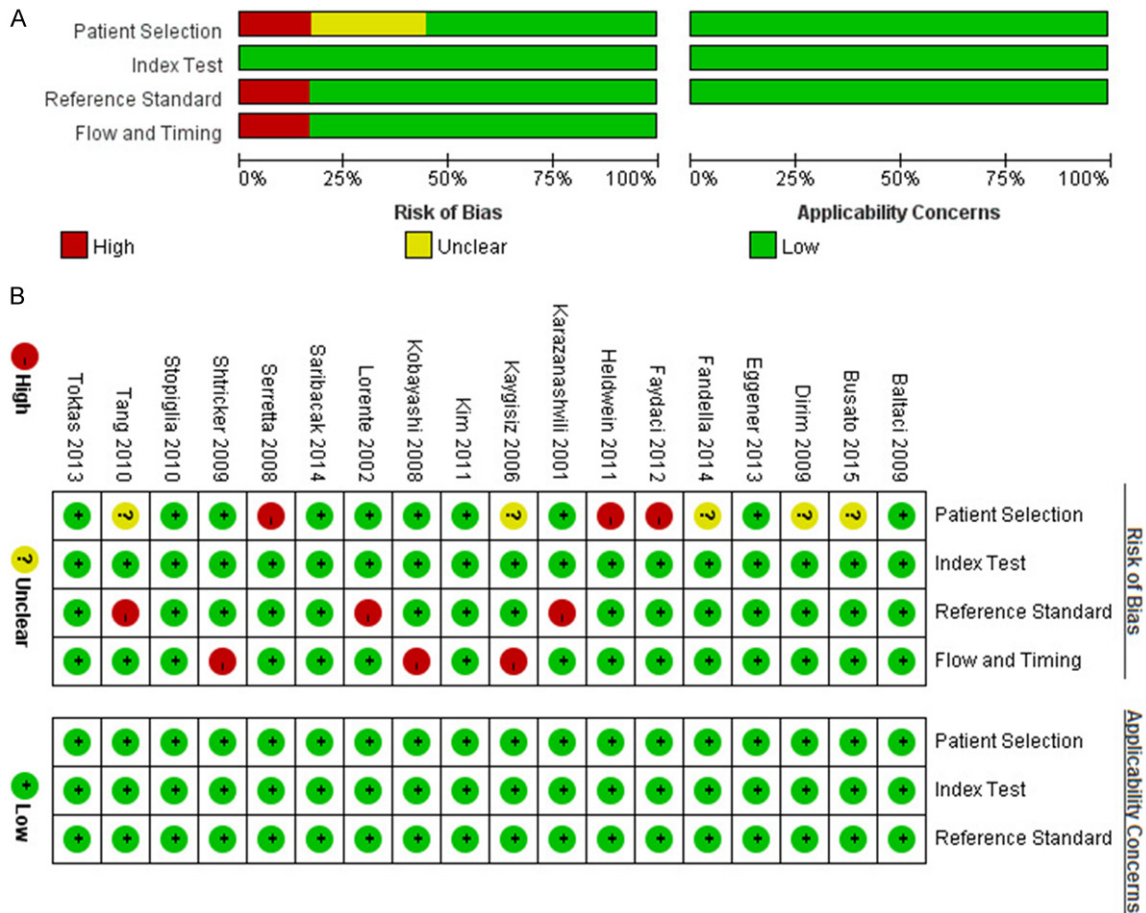 A
Patient Selection
Index Test
Reference Standard
Flow and Timing
0% 25% 50% 75% 100%
Risk of Bias
0% 25% 50% 75% 100%
Applicability Concerns
High
Unclear
Low
B
Toktas 2013
Tang 2010
Stopiglia 2010
Shtricker 2009
Serretta 2008
Saribacak 2014
Lorente 2002
Kobayashi 2008
Kim 2011
Kaygisiz 2006
Karazanashvili 2001
Heldwein 2011
Faydaci 2012
Fandella 2014
Eggener 2013
Dirim 2009
Busato 2015
Baltaci 2009
+ ? + + - + + + + ? + - - ? + ? ? + Patient Selection
+ + + + + + + + + + + + + + + + + + Index Test
+ - + + + + - + + + - + + + + + + + Reference Standard
+ + + - + + + - + - + + + + + + + + Flow and Timing
Risk of Bias
+ + + + + + + + + + + + + + + + + + Patient Selection
+ + + + + + + + + + + + + + + + + + Index Test
+ + + + + + + + + + + + + + + + + + Reference Standard
Applicability Concerns
- High
? Unclear
+ Low